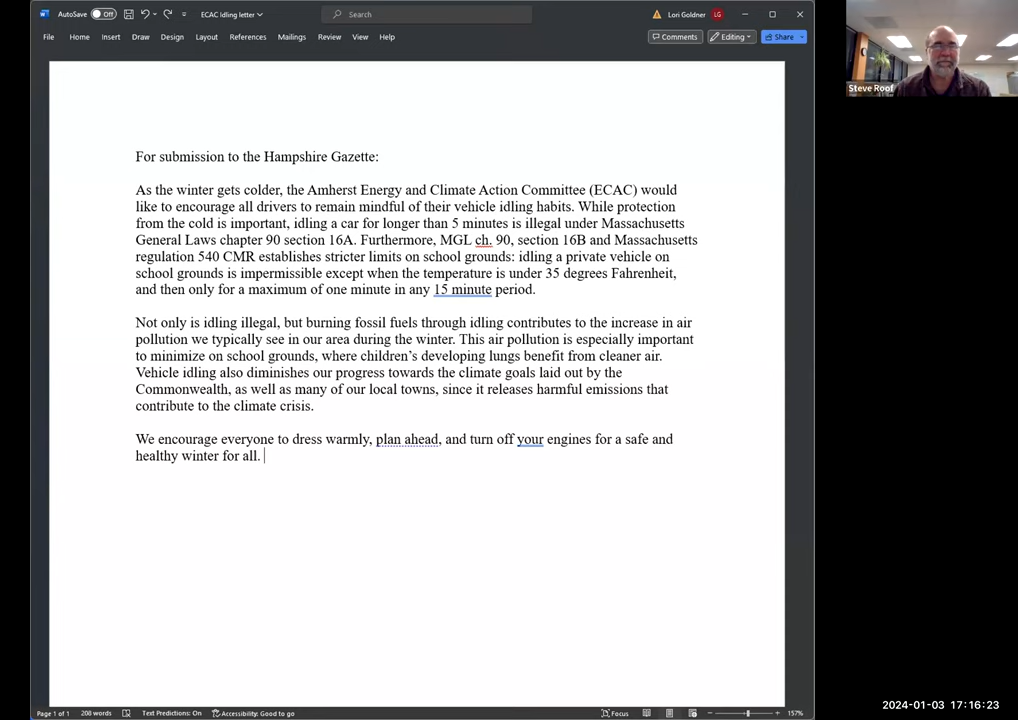 AutoSave Off ECAC Idling letter Search Lori Goldner LG
File Home Insert Draw Design Layout References Mailings Review View Help Comments Editing Share
Steve Roof
For submission to the Hampshire Gazette:
As the winter gets colder, the Amherst Energy and Climate Action Committee (ECAC) would
like to encourage all drivers to remain mindful of their vehicle idling habits. While protection
from the cold is important, idling a car for longer than 5 minutes is illegal under Massachusetts
General Laws chapter 90 section 16A. Furthermore, MGL ch. 90, section 16B and Massachusetts
regulation 540 CMR establishes stricter limits on school grounds: idling a private vehicle on
school grounds is impermissible except when the temperature is under 35 degrees Fahrenheit,
and then only for a maximum of one minute in any 15 minute period.
Not only is idling illegal, but burning fossil fuels through idling contributes to the increase in air
pollution we typically see in our area during the winter. This air pollution is especially important
to minimize on school grounds, where children’s developing lungs benefit from cleaner air.
Vehicle idling also diminishes our progress towards the climate goals laid out by the
Commonwealth, as well as many of our local towns, since it releases harmful emissions that
contribute to the climate crisis.
We encourage everyone to dress warmly, plan ahead, and turn off your engines for a safe and
healthy winter for all.
Page 1 of 1 208 words Text Predictions: On Accessibility: Good to go Focus 157%
2024-01-03 17:16:23